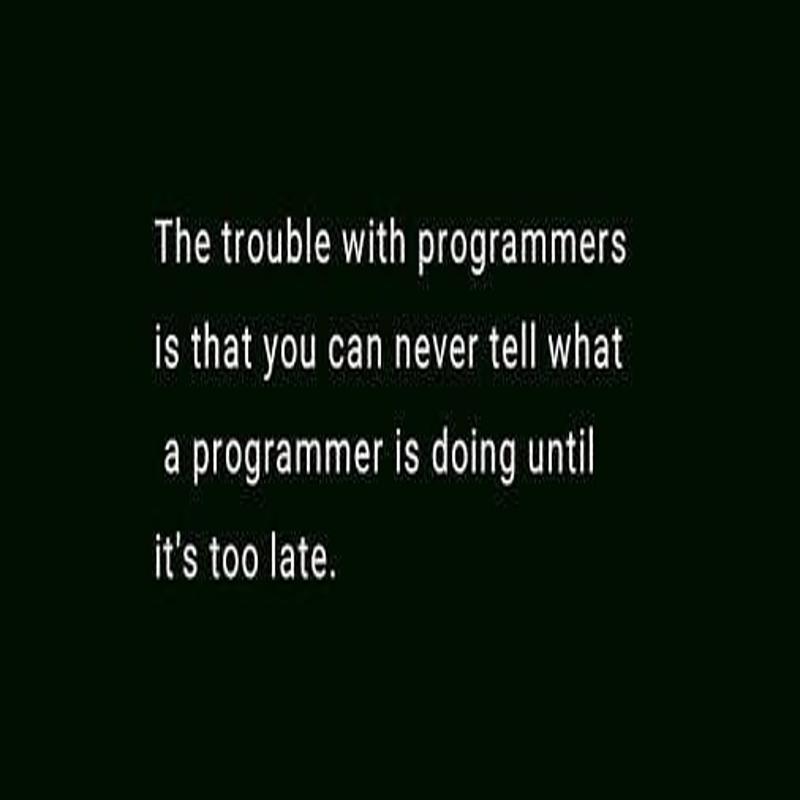 The trouble with programmers
is that you can never tell what
a programmer is doing until
it's too late.